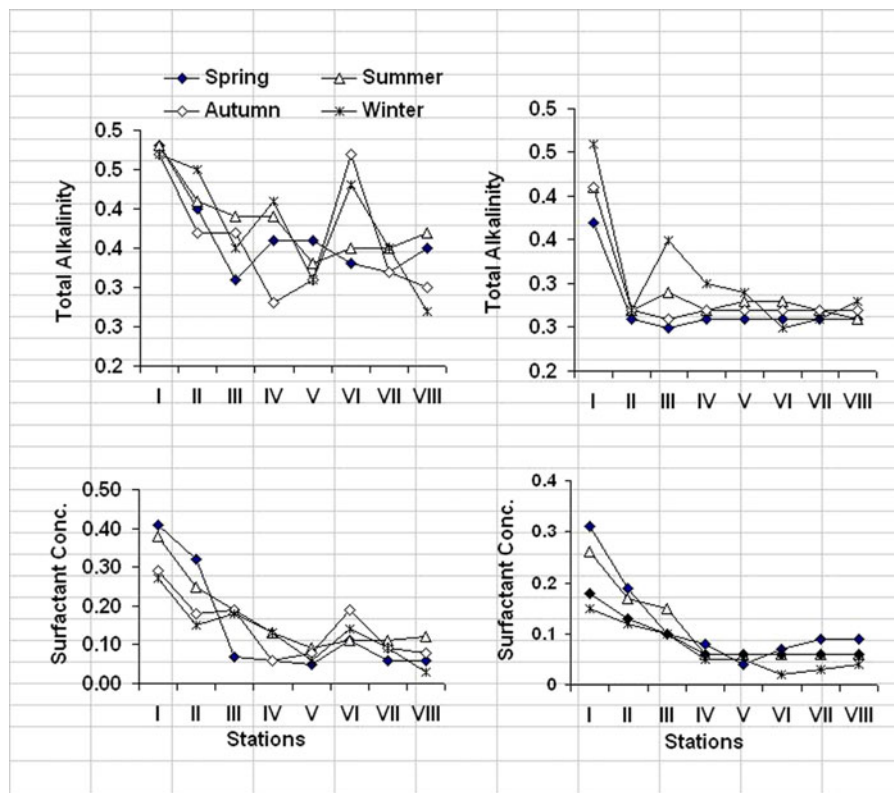 Spring Summer
Autumn Winter
Total Alkalinity
0.5
0.5
0.4
0.4
0.3
0.3
0.2
I II III IV V VI VII VIII
Total Alkalinity
0.5
0.5
0.4
0.4
0.3
0.3
0.2
I II III IV V VI VII VIII
Surfactant Conc.
0.50
0.40
0.30
0.20
0.10
0.00
I II III IV V VI VII VIII
Stations
Surfactant Conc.
0.4
0.3
0.2
0.1
0
I II III IV V VI VII VIII
Stations